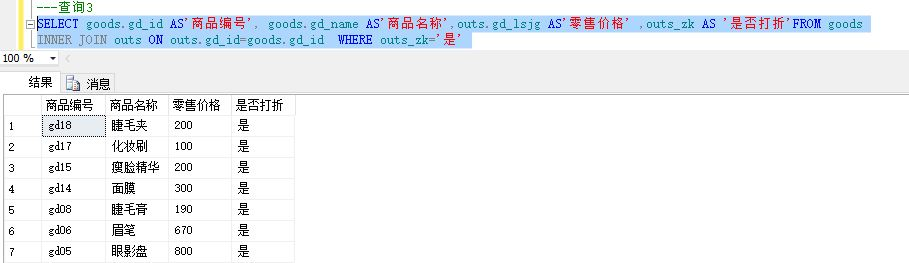 ---查询3
SELECT goods.gd_id AS'商品编号', goods.gd_name AS'商品名称',outs.gd_lsjg AS'零售价格' ,outs_zk AS '是否打折'FROM goods
INNER JOIN outs ON outs.gd_id=goods.gd_id  WHERE outs_zk='是'
100 %
结果 消息
商品编号 商品名称 零售价格 是否打折
1 gd18 睫毛夹 200 是
2 gd17 化妆刷 100 是
3 gd15 瘦脸精华 200 是
4 gd14 面膜 300 是
5 gd08 睫毛膏 190 是
6 gd06 眉笔 670 是
7 gd05 眼影盘 800 是